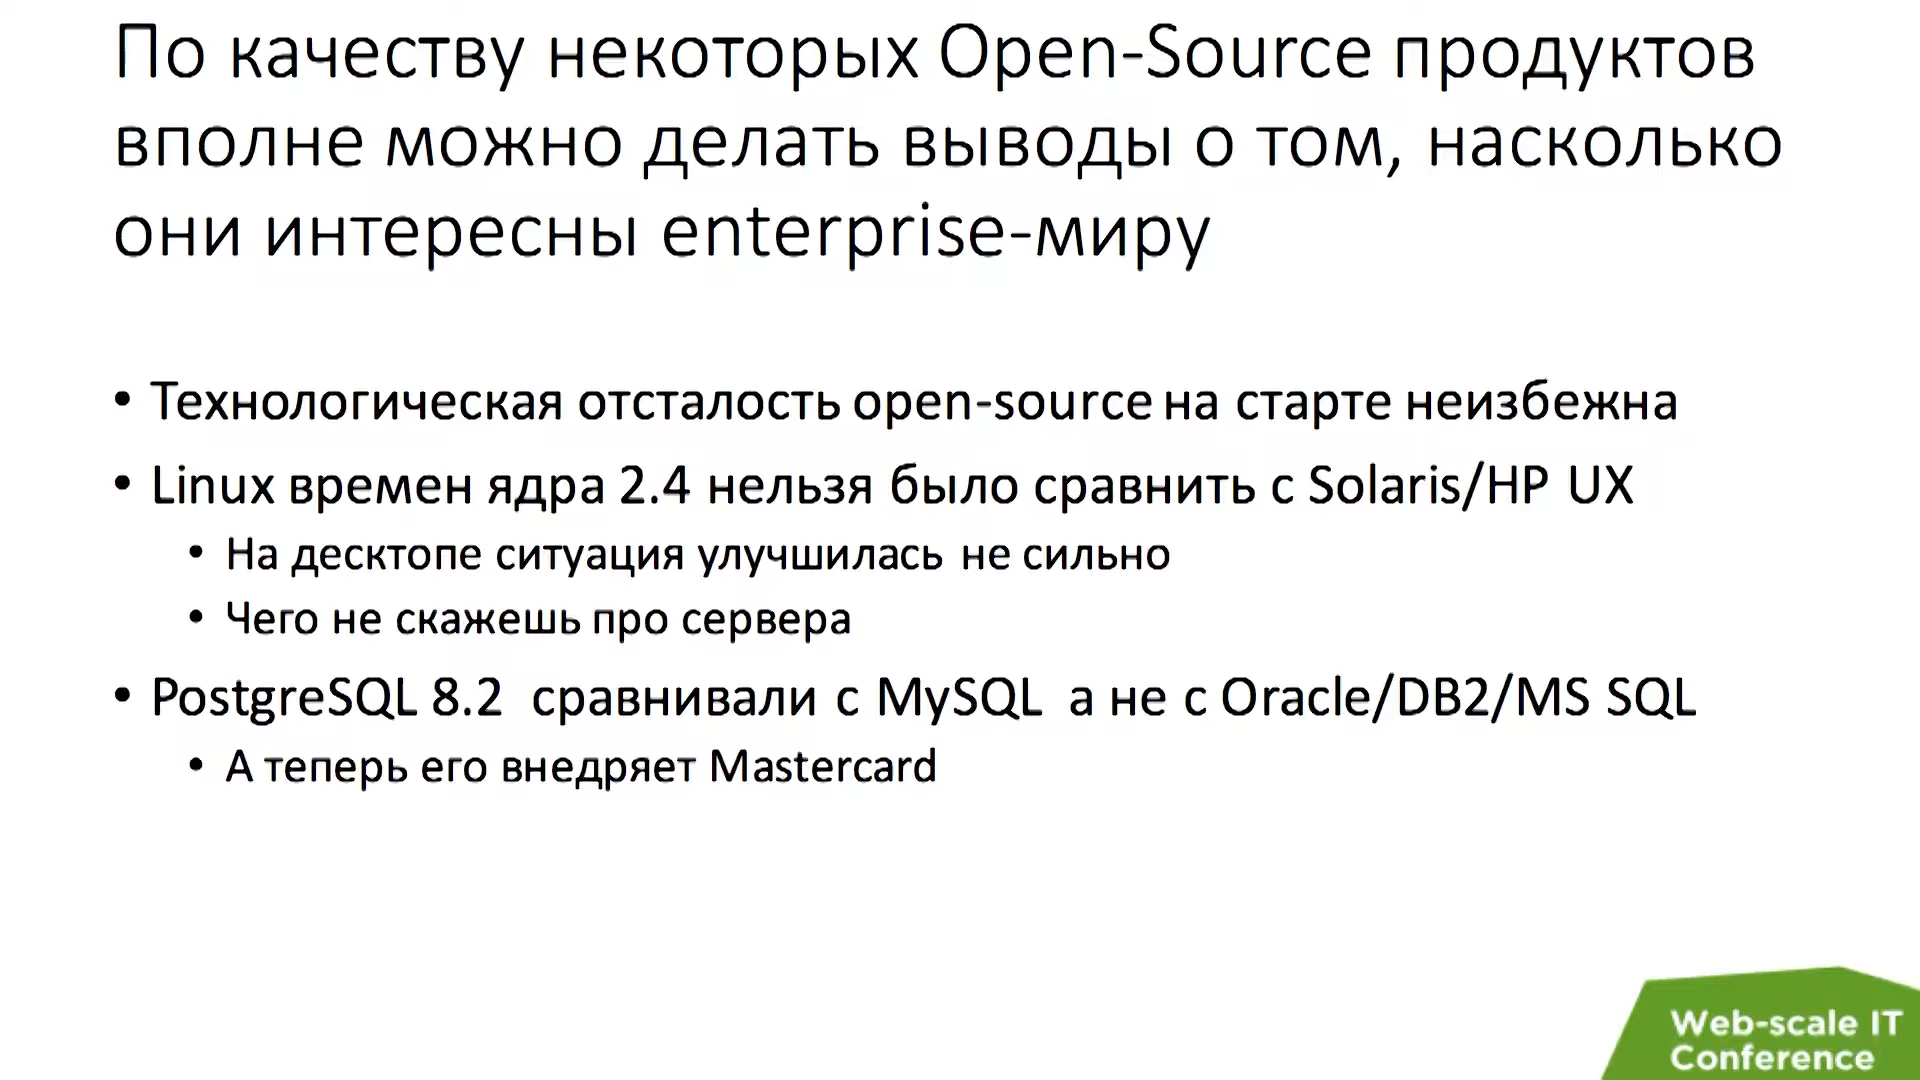 По качеству некоторых Open-Source продуктов
вполне можно делать выводы о том, насколько
они интересны enterprise-миру
• Технологическая отсталость open-source на старте неизбежна
• Linux времен ядра 2.4 нельзя было сравнить с Solaris/HP UX
• На десктопе ситуация улучшилась не сильно
• Чего не скажешь про сервера
• PostgreSQL 8.2 сравнивали с MySQL а не с Oracle/DB2/MS SQL
• А теперь его внедряет Mastercard
Web-scale IT
Conference